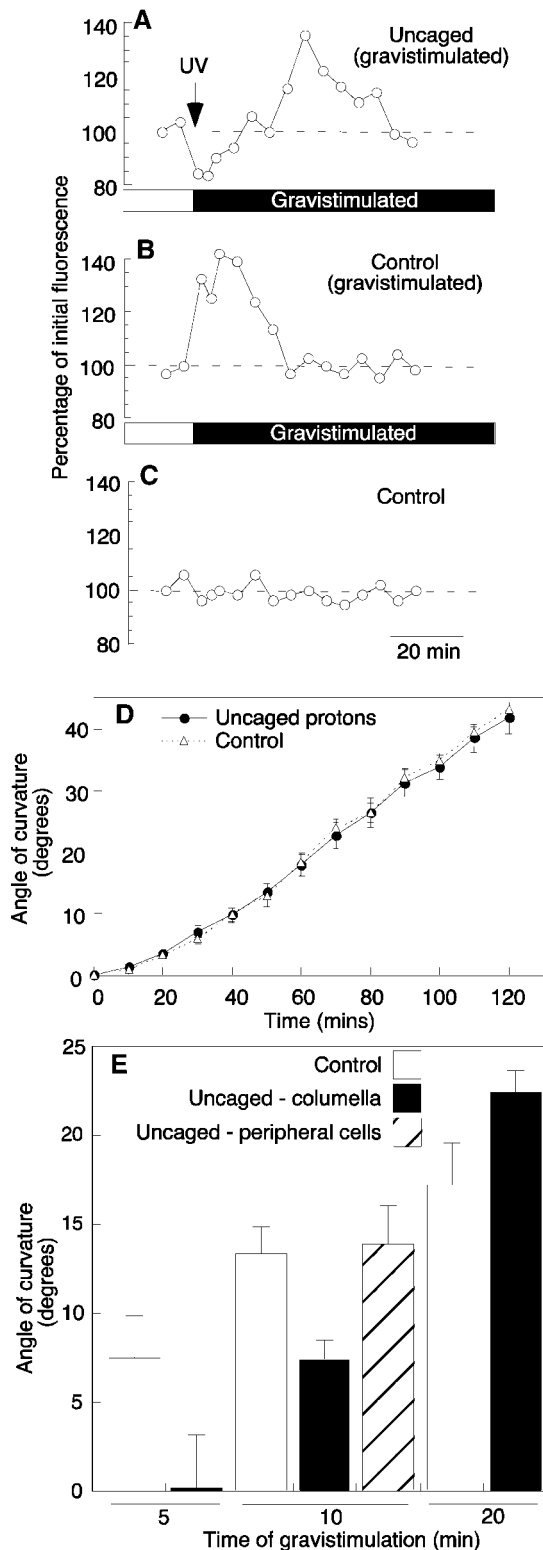 A
Uncaged
(gravistimulated)
UV
140
120
100
80
Gravistimulated
B
Control
(gravistimulated)
140
120
100
80
Gravistimulated
Percentage of initial fluorescence
C
Control
140
120
100
80
20 min
D
Uncaged protons
Control
40
30
20
10
0
Angle of curvature
(degrees)
0 20 40 60 80 100 120
Time (mins)
E
Control
Uncaged - columella
Uncaged - peripheral cells
25
20
15
10
5
0
Angle of curvature
(degrees)
5 10 20
Time of gravistimulation (min)